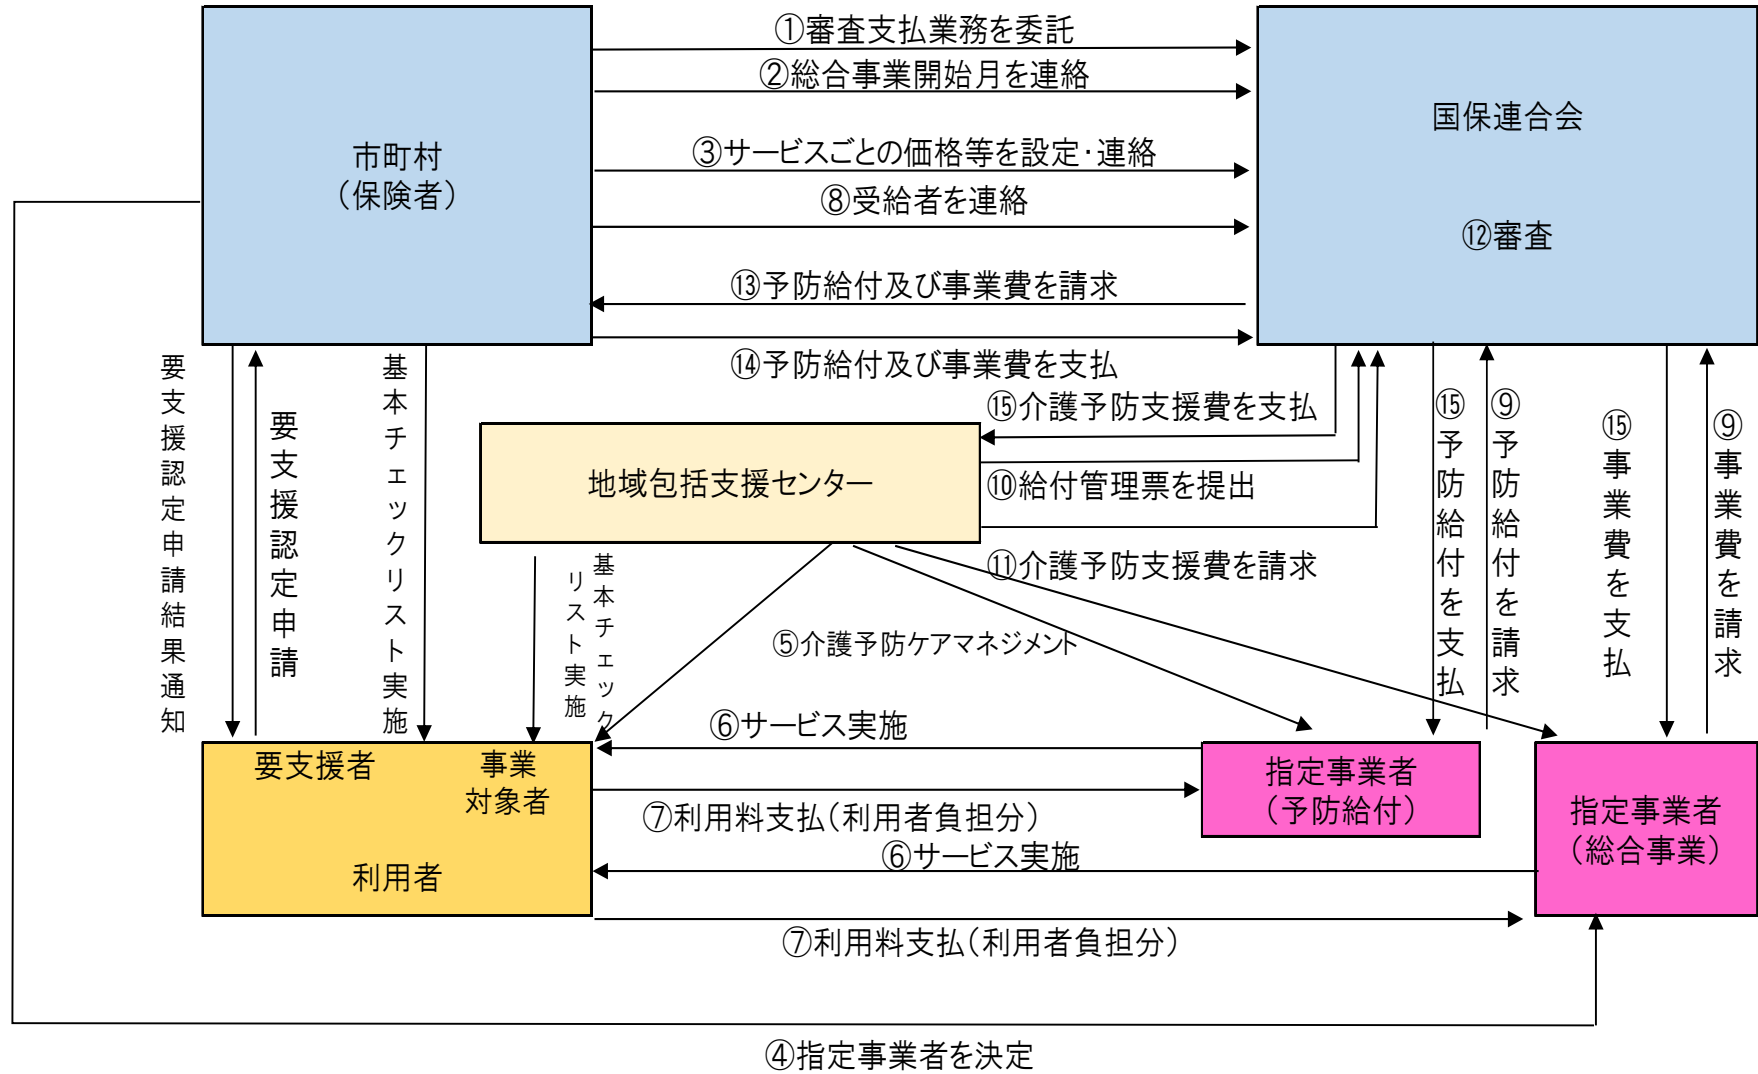 ①審査支払業務を委託
②総合事業開始月を連絡
市町村
（保険者）
国保連合会
③サービスごとの価格等を設定・連絡
⑧受給者を連絡
⑫審査
⑬予防給付及び事業費を請求
⑭予防給付及び事業費を支払
要支援認定申請結果通知
要支援認定申請
基本チェックリスト実施
⑮介護予防支援費を支払
地域包括支援センター
⑩給付管理票を提出
⑪介護予防支援費を請求
⑮予防給付を支払
⑨予防給付を請求
⑮事業費を支払
⑨事業費を請求
基本チェック
リスト実施
⑤介護予防ケアマネジメント
⑥サービス実施
要支援者
事業
対象者
利用者
指定事業者
（予防給付）
⑦利用料支払（利用者負担分）
⑥サービス実施
指定事業者
（総合事業）
⑦利用料支払（利用者負担分）
④指定事業者を決定